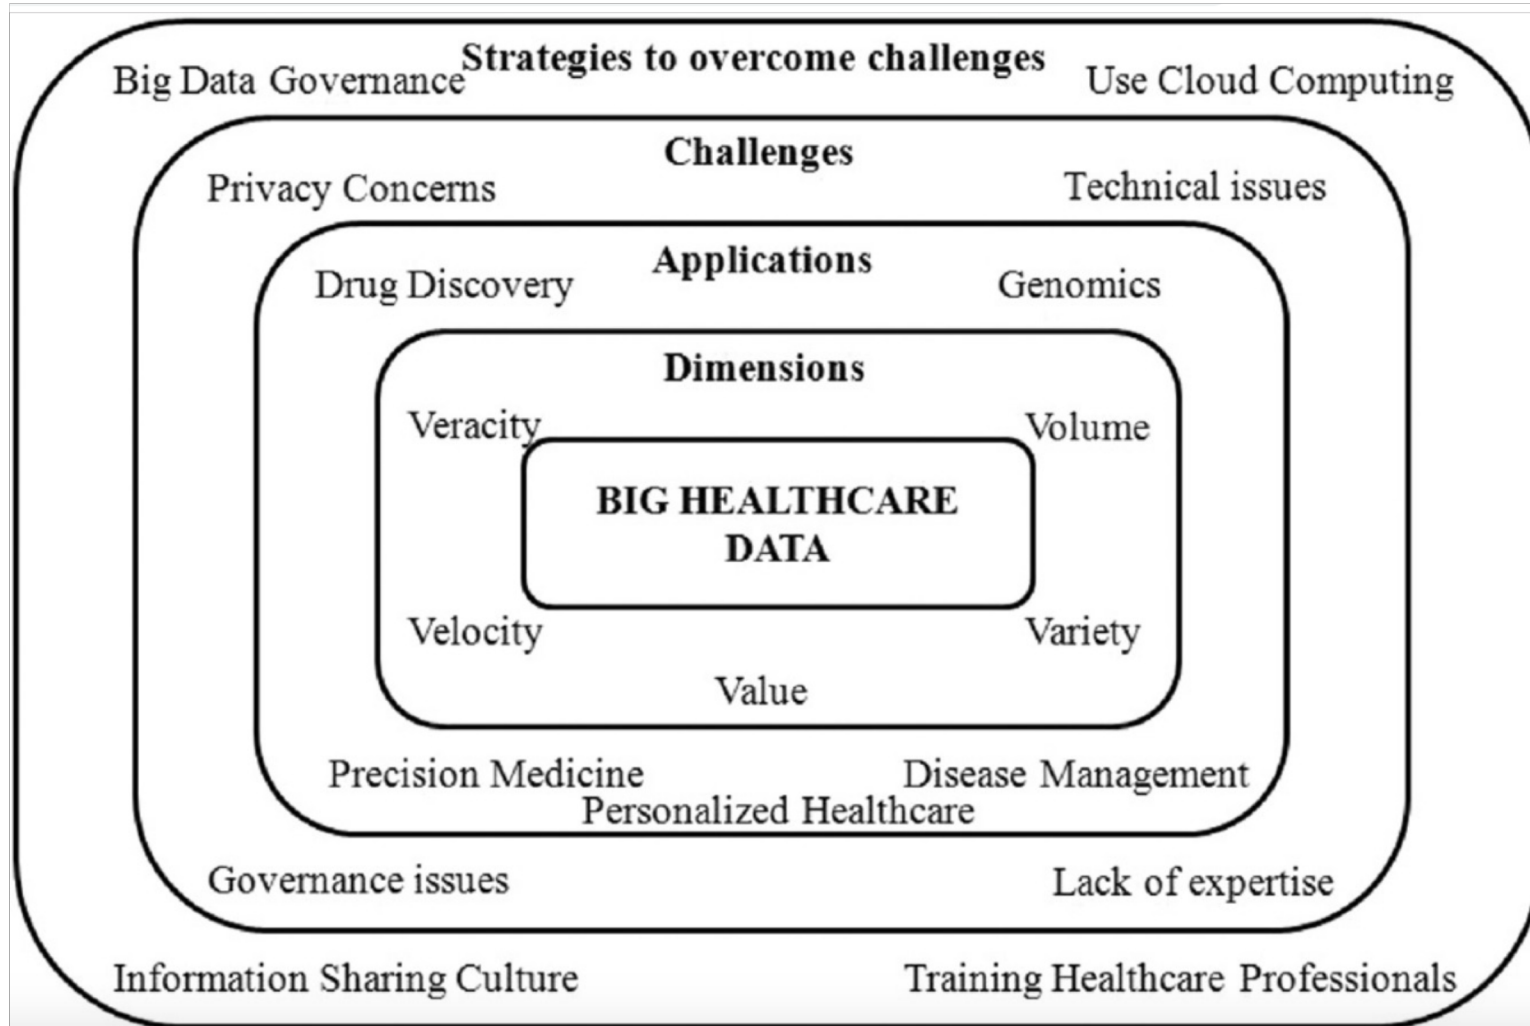 Strategies to overcome challenges
Big Data Governance
Use Cloud Computing
Challenges
Privacy Concerns
Technical issues
Applications
Drug Discovery
Genomics
Dimensions
Veracity
Volume
BIG HEALTHCARE
DATA
Velocity
Variety
Value
Precision Medicine
Disease Management
Personalized Healthcare
Governance issues
Lack of expertise
Information Sharing Culture
Training Healthcare Professionals